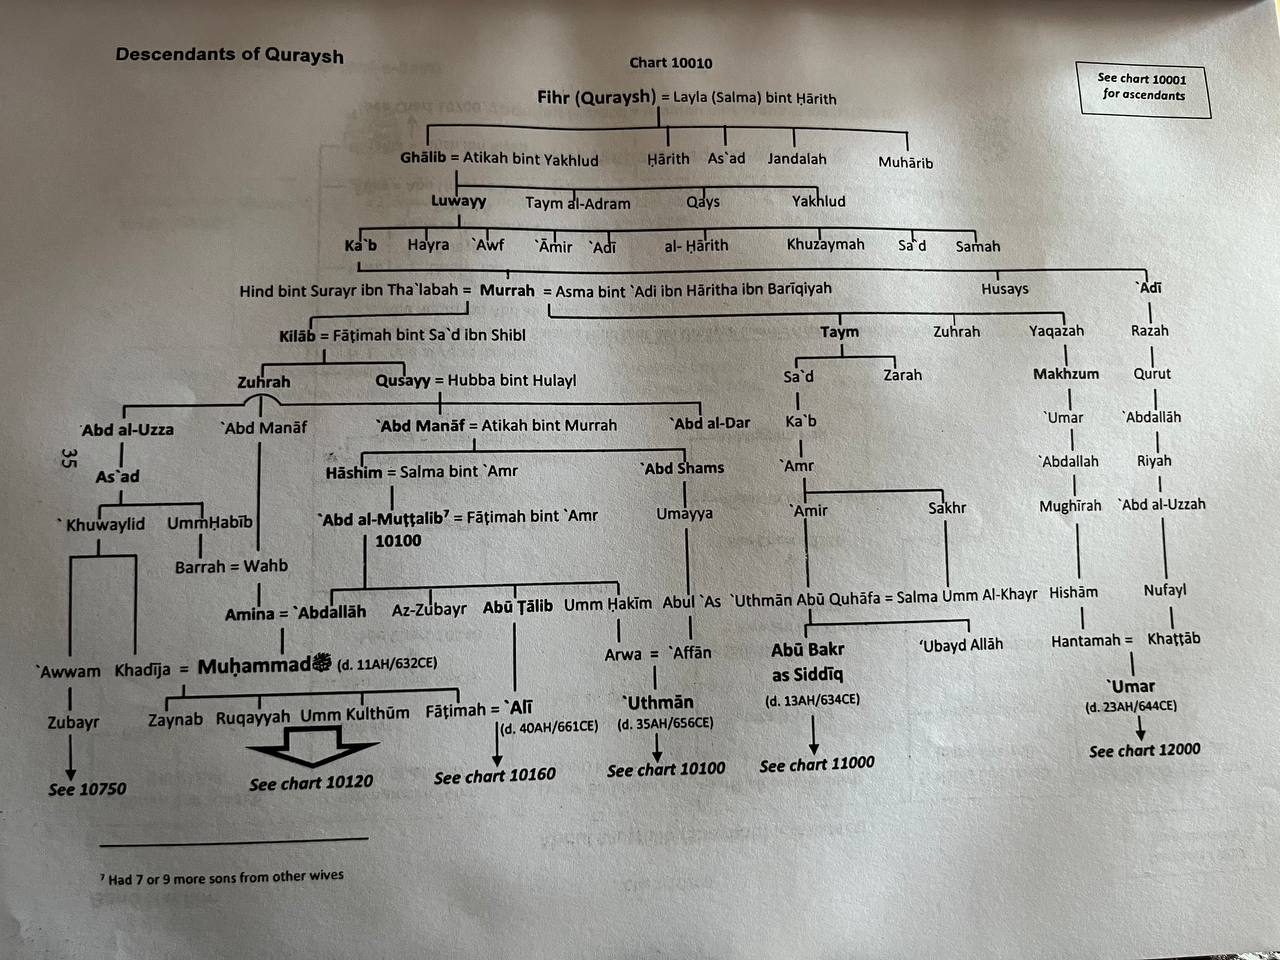 Descendants of Quraysh
Chart 10010
See chart 10001
for ascendants
Fihr (Quraysh) = Layla (Salma) bint Ḥārith
Ghālib = Atikah bint Yakhlud Ḥārith As`ad Jandalah Muhārib
Luwayy Taym al-Adram Qays Yakhlud
Ka`b Hayra `Awf `Āmir `Adī al- Ḥārith Khuzaymah Sa`d Samah
Hind bint Surayr ibn Tha`labah = Murrah = Asma bint `Adi ibn Hāritha ibn Barīqiyah Husays `Adī
Kilāb = Fāṭimah bint Sa`d ibn Shibl Taym Zuhrah Yaqazah Razah
Zuhrah Qusayy = Hubba bint Hulayl Sa`d Zarah Makhzum Qurut
`Abd al-Uzza `Abd Manāf `Abd Manāf = Atikah bint Murrah `Abd al-Dar Ka`b `Umar `Abdallāh
35
As`ad Hāshim = Salma bint `Amr `Abd Shams `Amr `Abdallah Riyah
` Khuwaylid UmmḤabīb `Abd al-Muṭṭalib⁷ = Fāṭimah bint `Amr Umayya `Amir Sakhr Mughīrah `Abd al-Uzzah
10100
Barrah = Wahb
Amina = `Abdallāh Az-Zubayr Abū Ṭālib Umm Ḥakīm Abul `As `Uthmān Abū Quhāfa = Salma Umm Al-Khayr Hishām Nufayl
`Awwam Khadīja = Muḥammadﷺ (d. 11AH/632CE) Arwa = `Affān Abū Bakr ‘Ubayd Allāh Hantamah = Khaṭṭāb
as Siddīq
Zubayr Zaynab Ruqayyah Umm Kulthūm Fāṭimah = `Alī `Uthmān (d. 13AH/634CE) `Umar
(d. 40AH/661CE) (d. 35AH/656CE) (d. 23AH/644CE)
See 10750 See chart 10120 See chart 10160 See chart 10100 See chart 11000 See chart 12000
⁷ Had 7 or 9 more sons from other wives